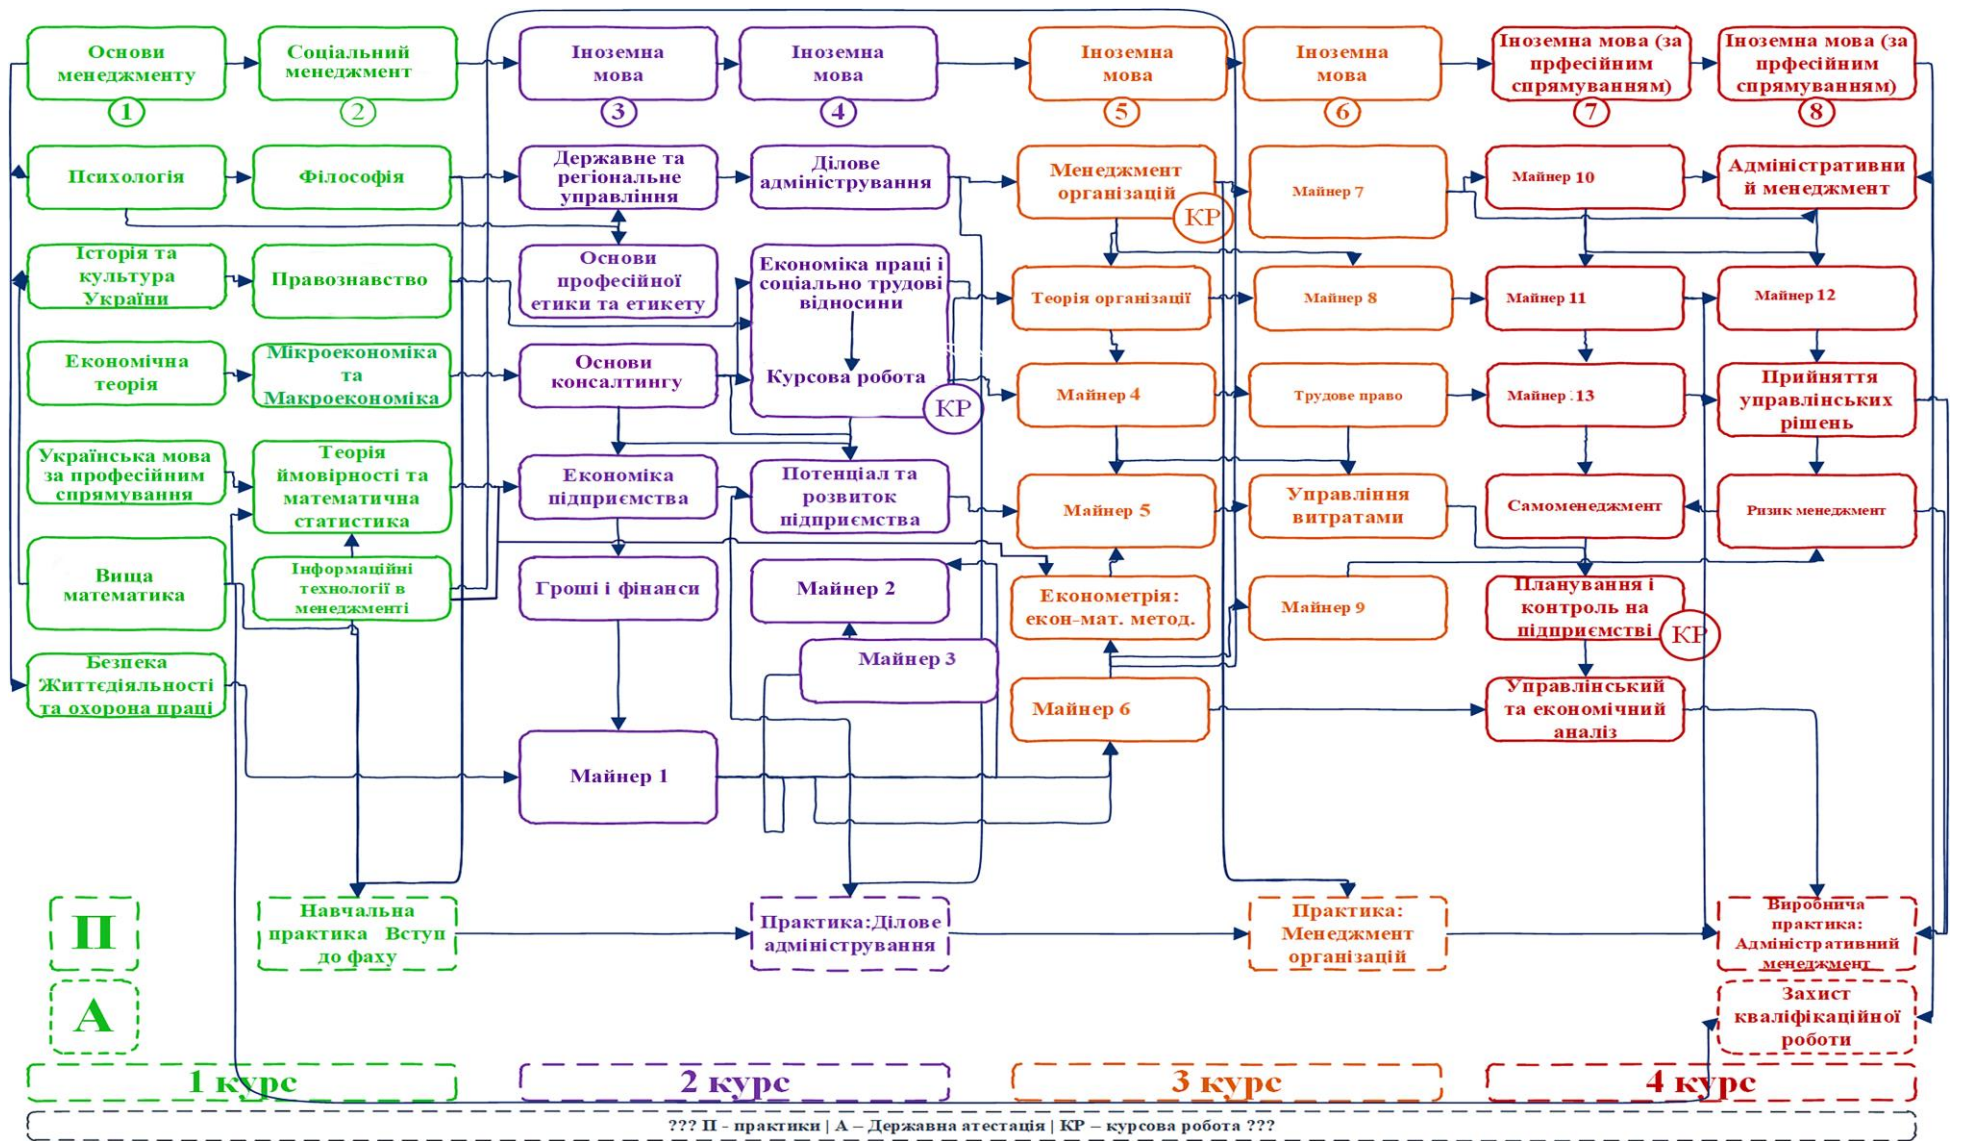 Основи
менеджменту
1
Соціальний
менеджмент
2
Іноземна
мова
3
Іноземна
мова
4
Іноземна
мова
5
Іноземна
мова
6
Іноземна мова (за
прфесійним
спрямуванням)
7
Іноземна мова (за
прфесійним
спрямуванням)
8
Психологія
Філософія
Державне та
регіональне
управління
Ділове
адміністрування
Менеджмент
організацій
КР
Майнер 7
Майнер 10
Адміністративни
й менеджмент
Історія та
культура
України
Правознавство
Основи
професійної
етики та етикету
Економіка праці і
соціально трудові
відносини
Курсова робота
КР
Теорія організації
Майнер 8
Майнер 11
Майнер 12
Економічна
теорія
Мікроекономіка
та
Макроекономіка
Основи
консалтингу
Майнер 4
Трудове право
Майнер .13
Прийняття
управлінських
рішень
Українська мова
за професійним
спрямування
Теорія
ймовірності та
математична
статистика
Економіка
підприємства
Потенціал та
розвиток
підприємства
Майнер 5
Управління
витратами
Самоменеджмент
Ризик менеджмент
Вища
математика
Інформаційні
технології в
менеджменті
Гроші і фінанси
Майнер 2
Економетрія:
екон-мат. метод.
Майнер 9
Планування і
контроль на
підприємстві
КР
Безпека
Життєдіяльності
та охорона праці
Майнер 3
Майнер 6
Управлінський
та економічний
аналіз
Майнер 1
П
Навчальна
практика Вступ
до фаху
Практика:Ділове
адміністрування
Практика:
Менеджмент
організацій
Виробнича
практика:
Адміністративний
менеджмент
А
Захист
кваліфікаційної
роботи
1 курс
2 курс
3 курс
4 курс
??? П - практики | А – Державна атестація | КР – курсова робота ???